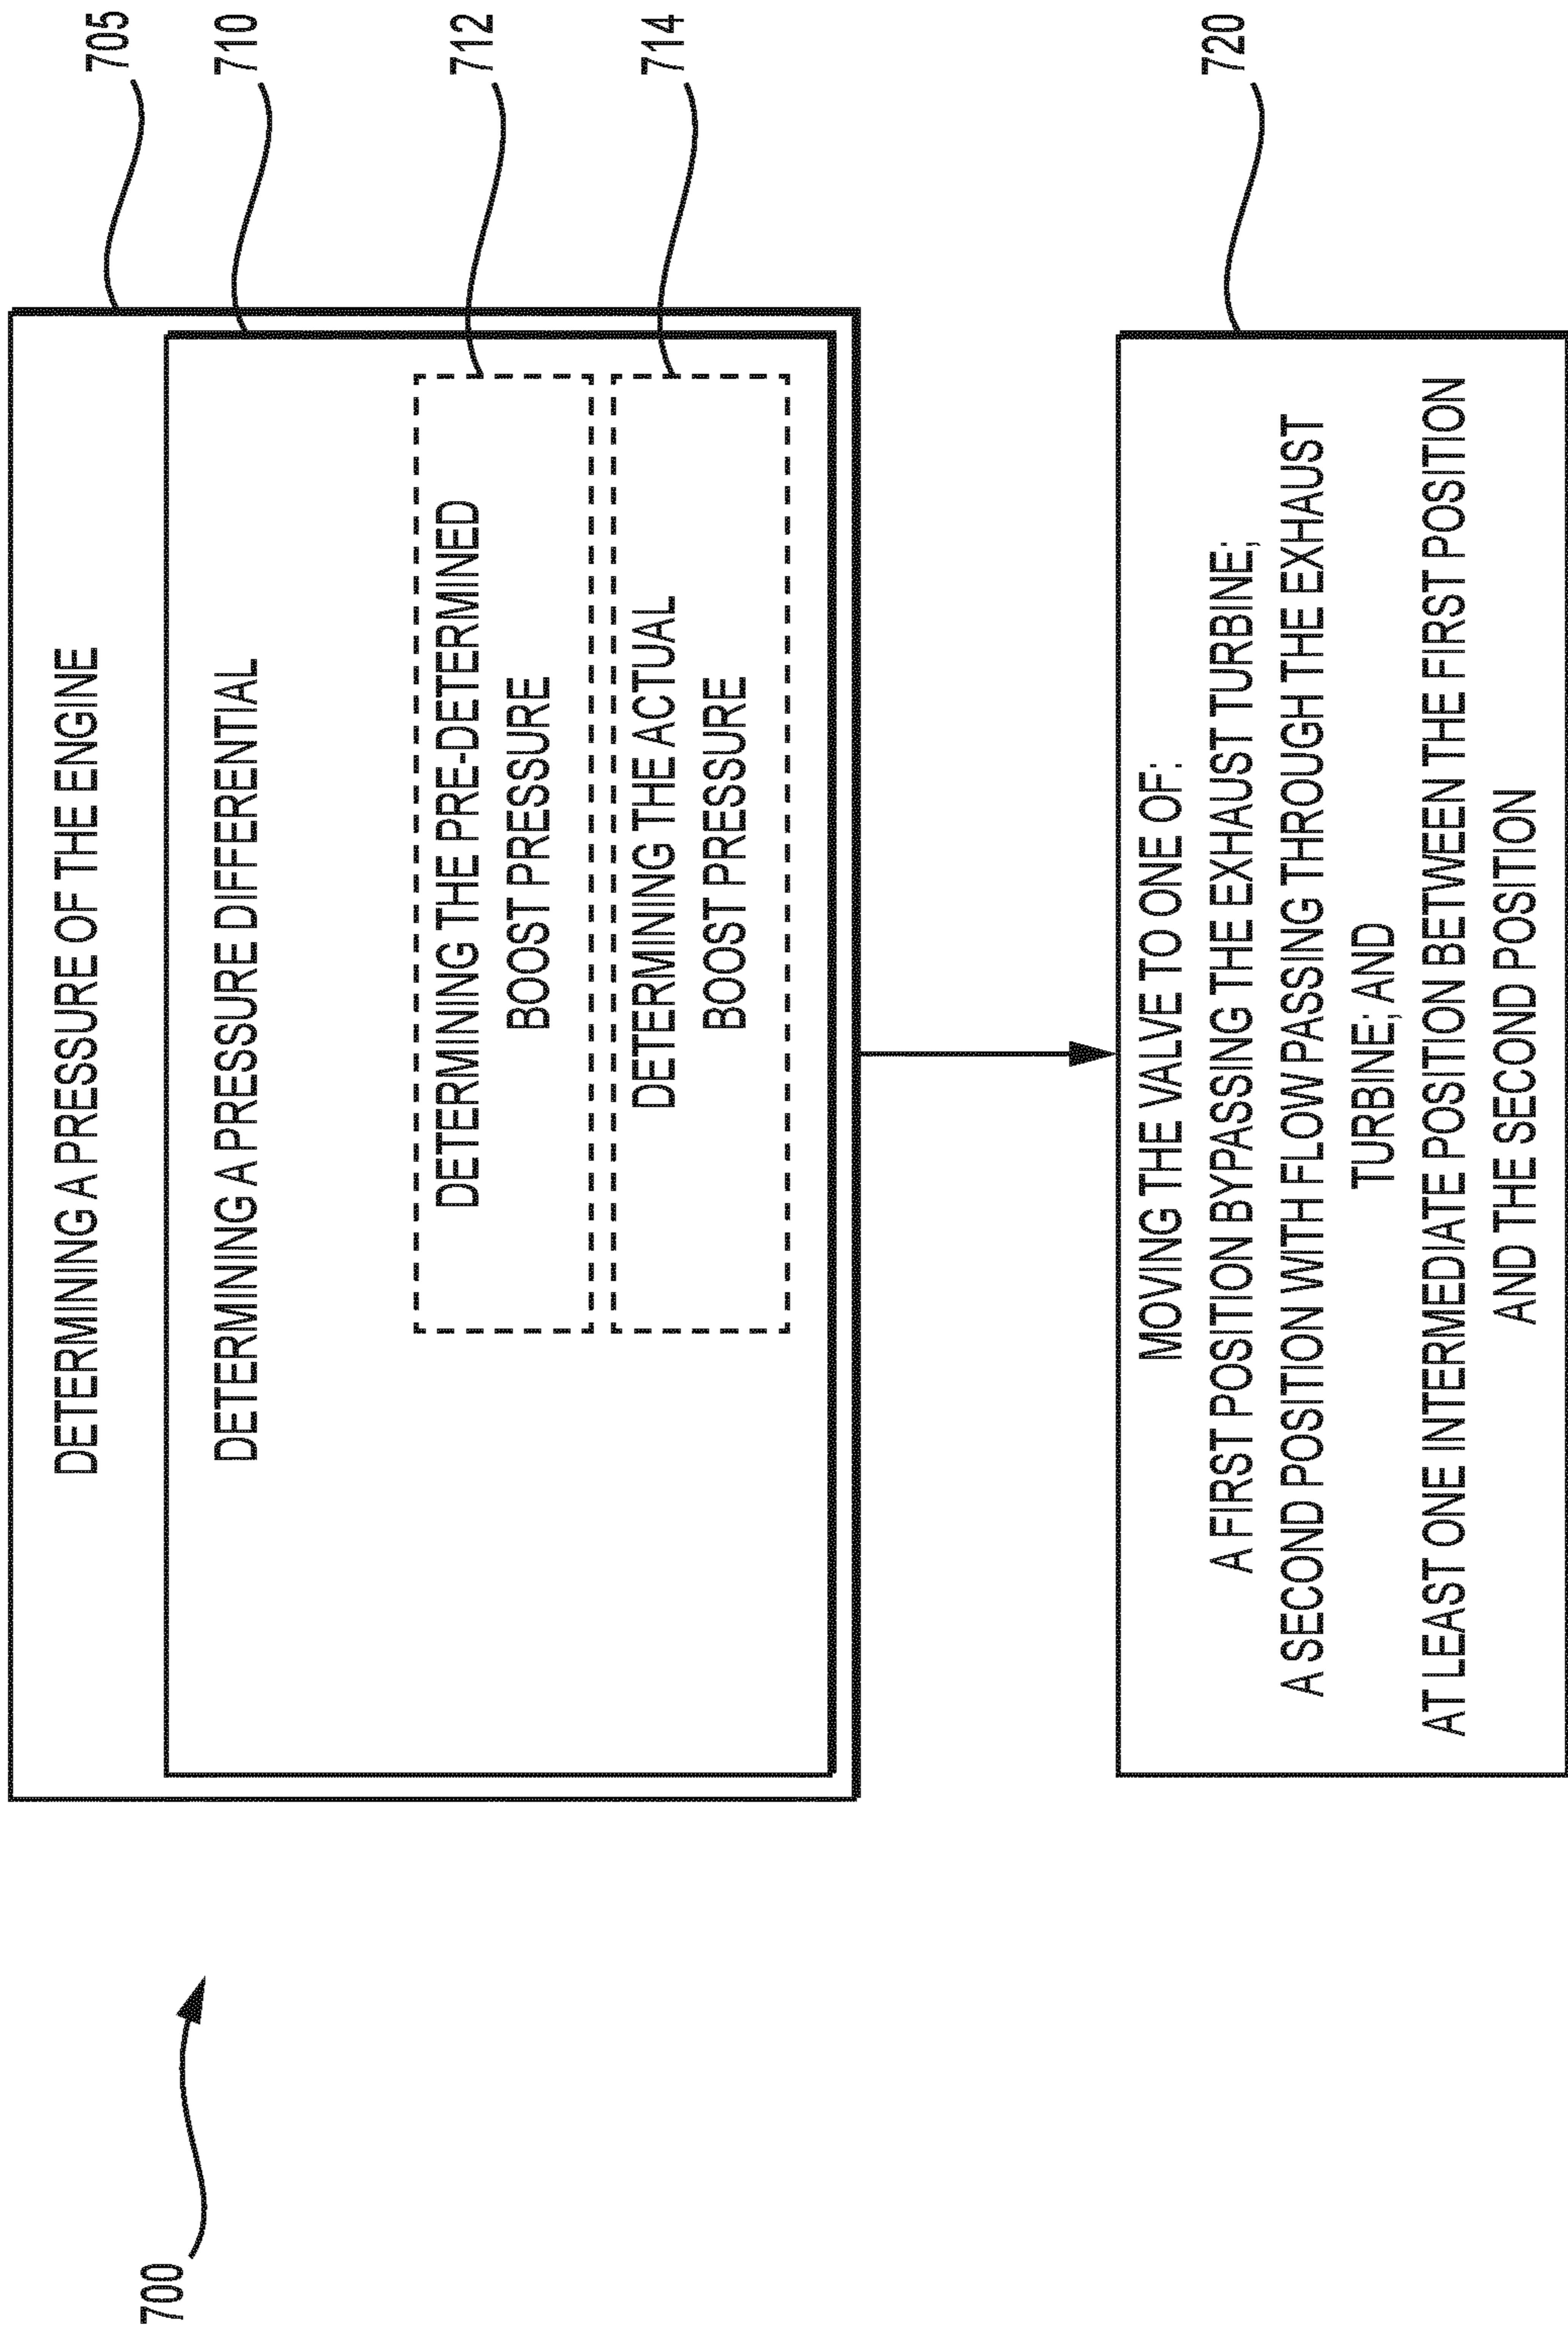 700
705
DETERMINING A PRESSURE OF THE ENGINE
710
DETERMINING A PRESSURE DIFFERENTIAL
712
DETERMINING THE PRE-DETERMINED
BOOST PRESSURE
714
DETERMINING THE ACTUAL
BOOST PRESSURE
720
MOVING THE VALVE TO ONE OF:
A FIRST POSITION BYPASSING THE EXHAUST TURBINE;
A SECOND POSITION WITH FLOW PASSING THROUGH THE EXHAUST
TURBINE; AND
AT LEAST ONE INTERMEDIATE POSITION BETWEEN THE FIRST POSITION
AND THE SECOND POSITION